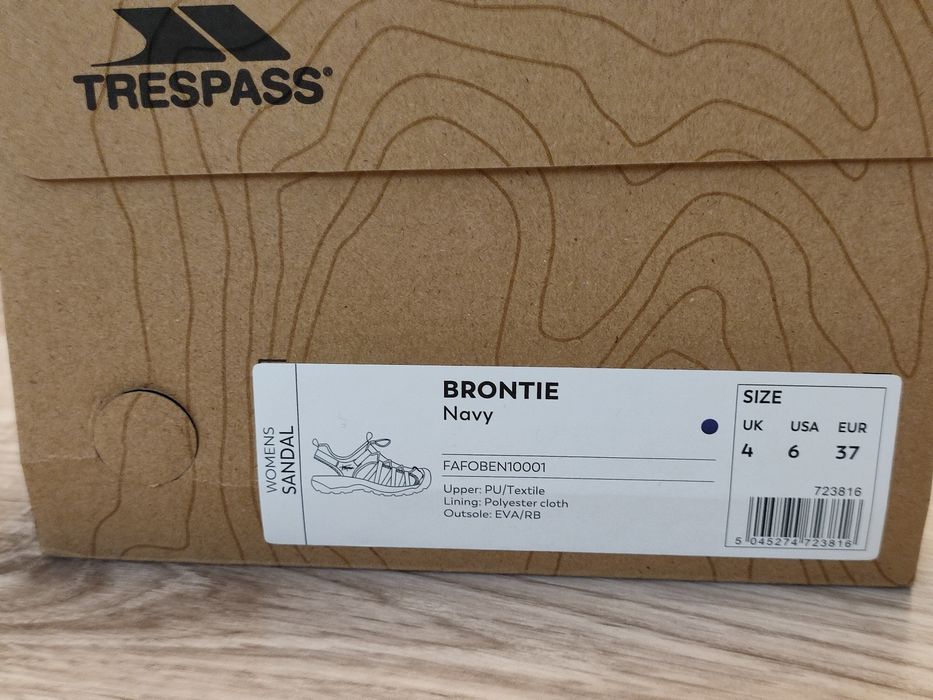 TRESPASS®
WOMENS
SANDAL
BRONTIE
Navy
FAFOBEN10001
Upper: PU/Textile
Lining: Polyester cloth
Outsole: EVA/RB
SIZE
UK USA EUR
4 6 37
723816
5 045274 723816